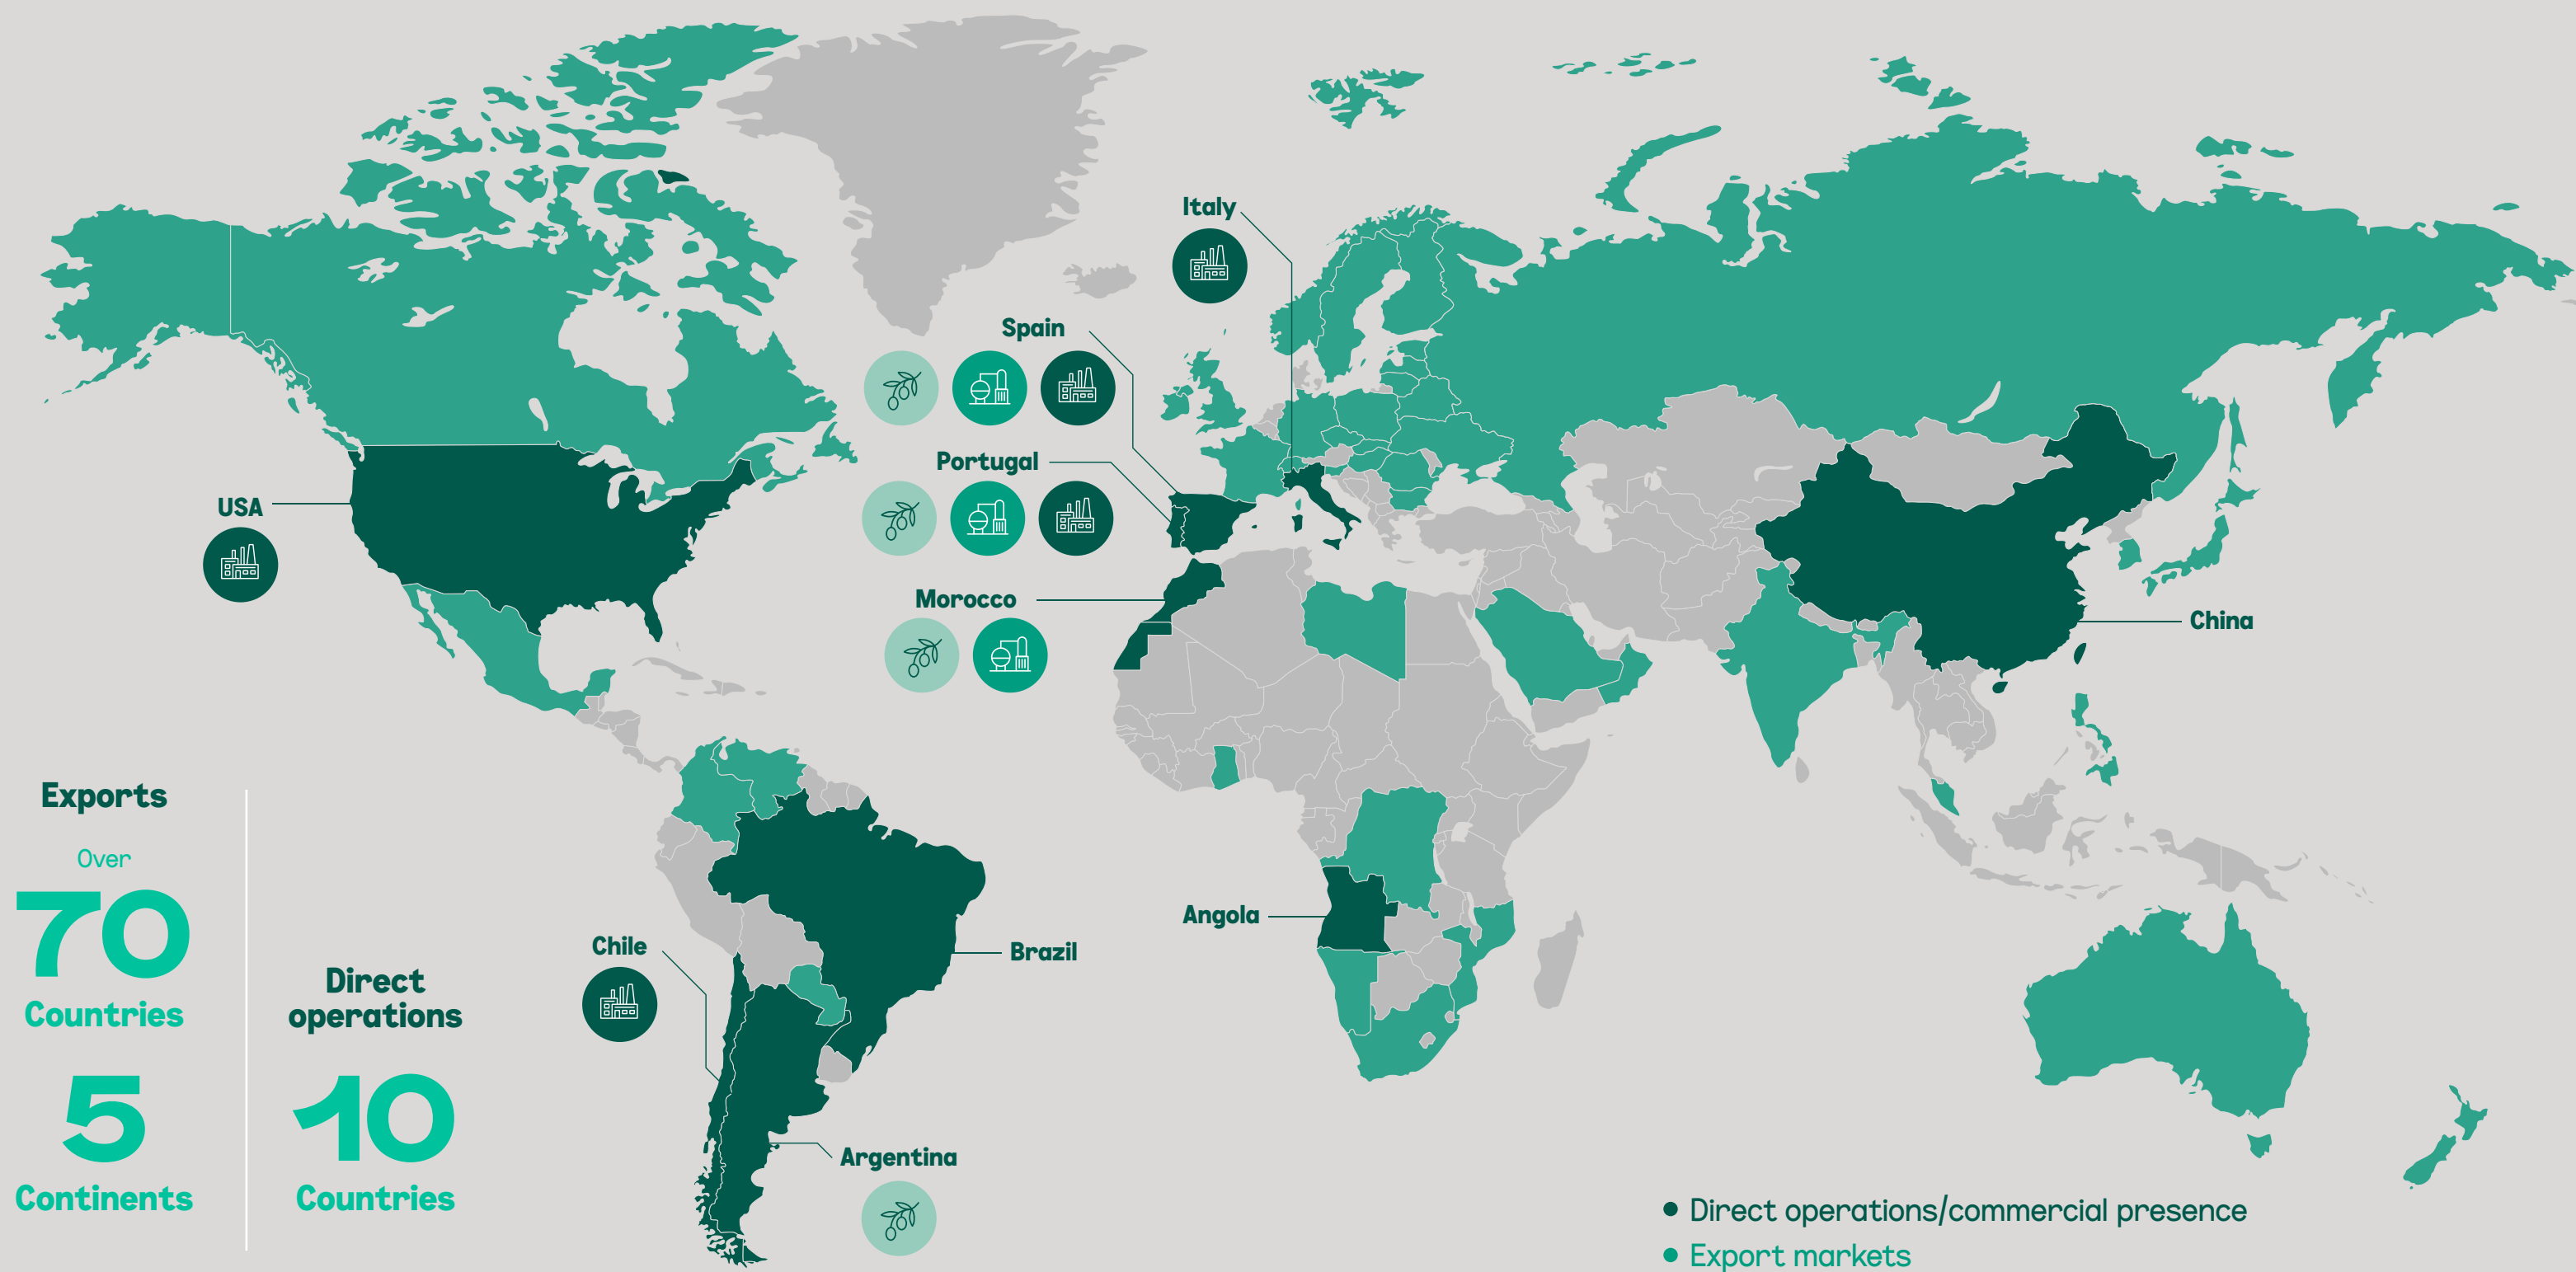 Italy
Spain
Portugal
USA
Morocco
China
Exports
Over
70
Countries
5
Continents
Direct
operations
10
Countries
Chile
Brazil
Angola
Argentina
Direct operations/commercial presence
Export markets